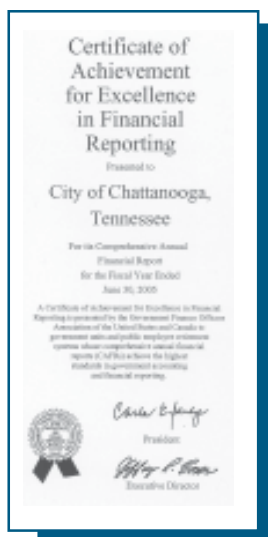 Certificate of
Achievement
for Excellence
in Financial
Reporting
Presented to
City of Chattanooga,
Tennessee
For its Comprehensive Annual
Financial Report
for the Fiscal Year Ended
June 30, 2005
A Certificate of Achievement for Excellence in Financial
Reporting is presented by the Government Finance Officers
Association of the United States and Canada to
government units and public employee retirement
systems whose comprehensive annual financial
reports (CAFRs) achieve the highest
standards in government accounting
and financial reporting.
President
Executive Director